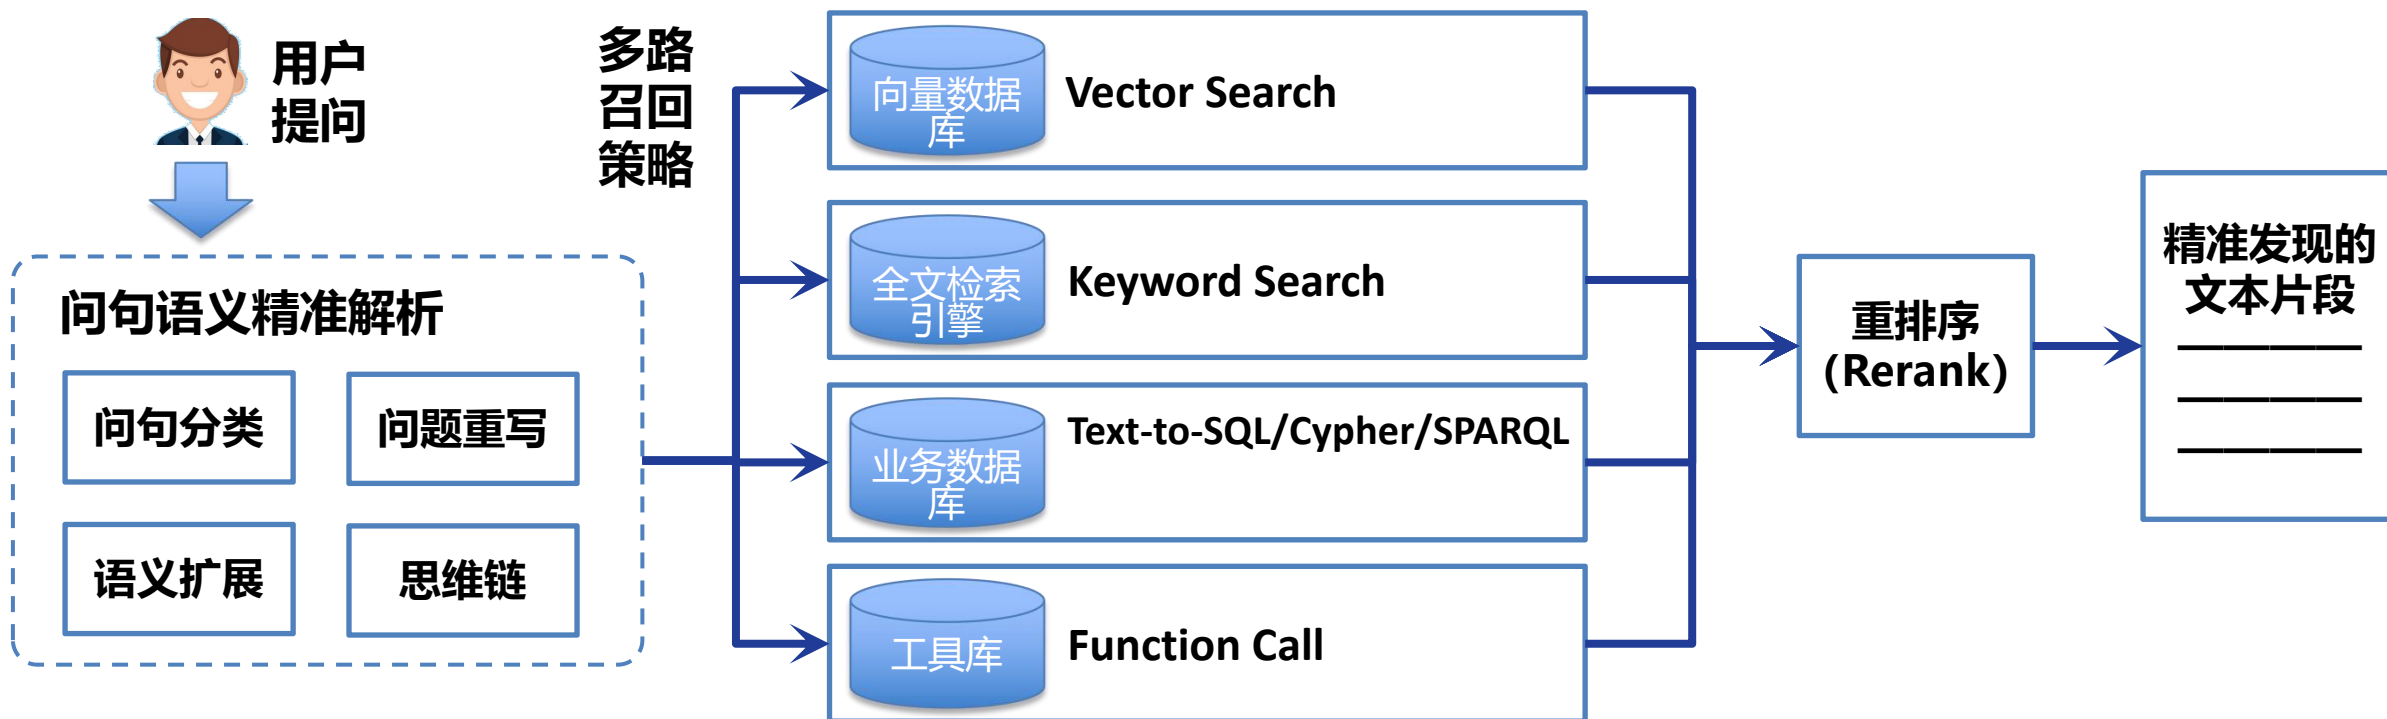 用户
提问
问句语义精准解析
问句分类
问题重写
语义扩展
思维链
多路
召回
策略
向量数据
库
Vector Search
全文检索
引擎
Keyword Search
业务数据
库
Text-to-SQL/Cypher/SPARQL
工具库
Function Call
重排序
(Rerank)
精准发现的
文本片段